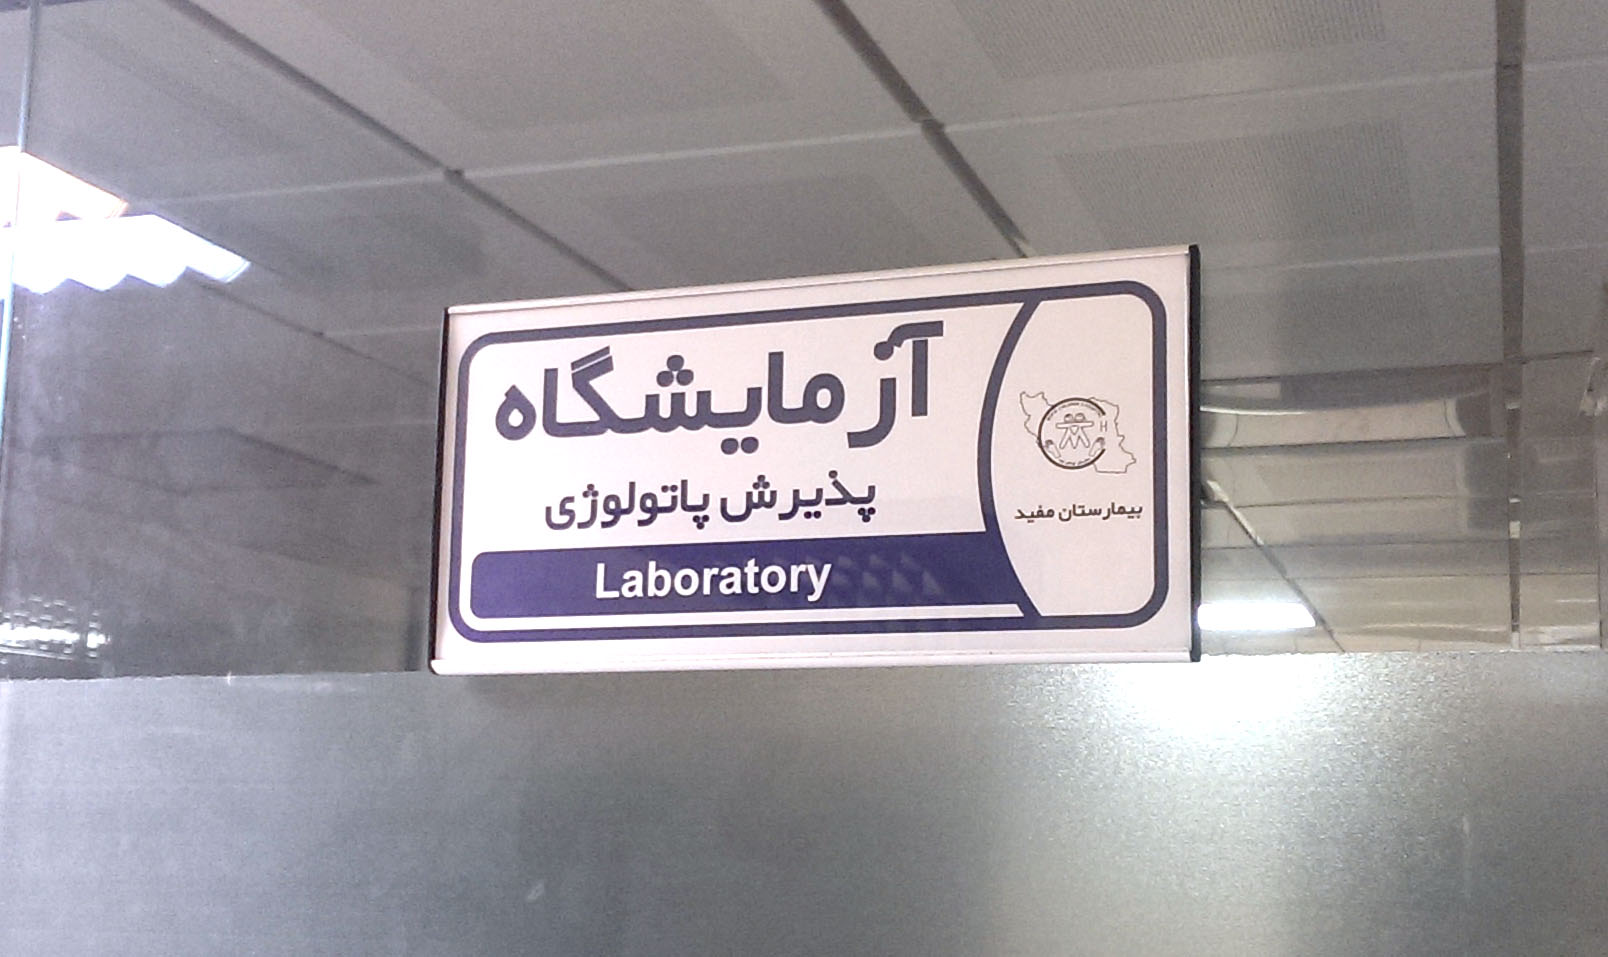 آزمایشگاه
پذیرش پاتولوژی
Laboratory
بیمارستان مفید
H